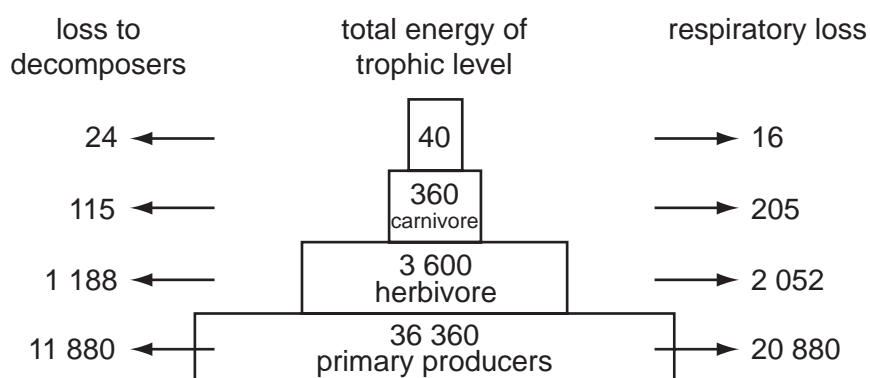 loss to
decomposers
total energy of
trophic level
respiratory loss
24
40
16
115
360
carnivore
205
1 188
3 600
herbivore
2 052
11 880
36 360
primary producers
20 880